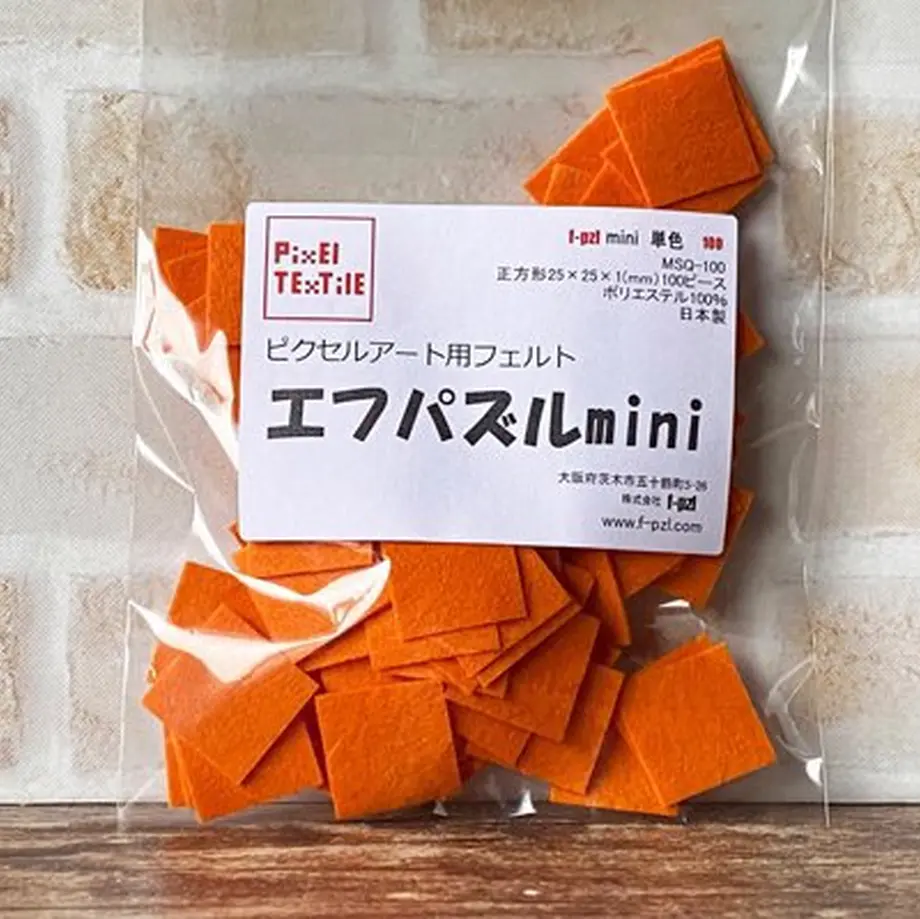 PixEl
TExTilE
f-pzl mini 単色 100
MSQ-100
正方形25×25×1(mm)100ピース
ポリエステル100%
日本製
ピクセルアート用フェルト
エフパズルmini
大阪府茨木市五十鈴町5-26
株式会社 f-pzl
www.f-pzl.com